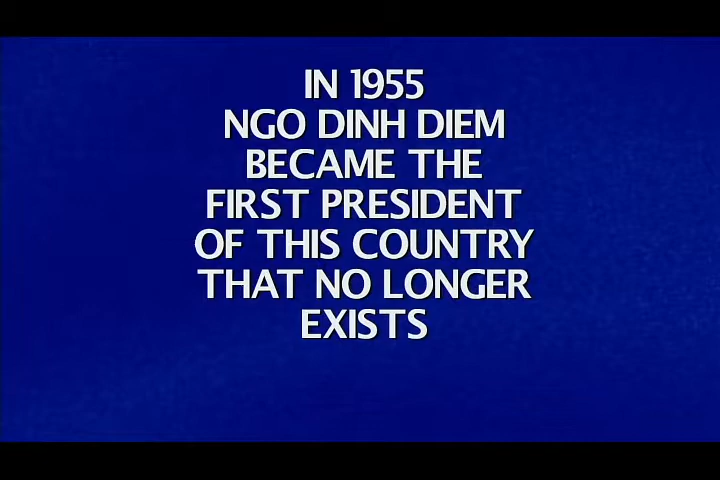 IN 1955
NGO DINH DIEM
BECAME THE
FIRST PRESIDENT
OF THIS COUNTRY
THAT NO LONGER
EXISTS